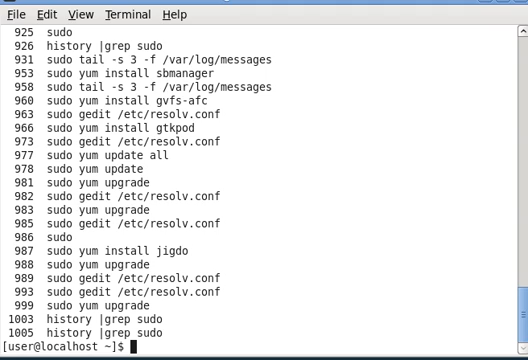 File Edit View Terminal Help
925 sudo
926 history |grep sudo
931 sudo tail -s 3 -f /var/log/messages
953 sudo yum install sbmanager
958 sudo tail -s 3 -f /var/log/messages
960 sudo yum install gvfs-afc
963 sudo gedit /etc/resolv.conf
966 sudo yum install gtkpod
973 sudo gedit /etc/resolv.conf
977 sudo yum update all
978 sudo yum update
981 sudo yum upgrade
982 sudo gedit /etc/resolv.conf
983 sudo yum upgrade
985 sudo gedit /etc/resolv.conf
986 sudo
987 sudo yum install jigdo
988 sudo yum upgrade
989 sudo gedit /etc/resolv.conf
993 sudo gedit /etc/resolv.conf
999 sudo yum upgrade
1003 history |grep sudo
1005 history |grep sudo
[user@localhost ~]$